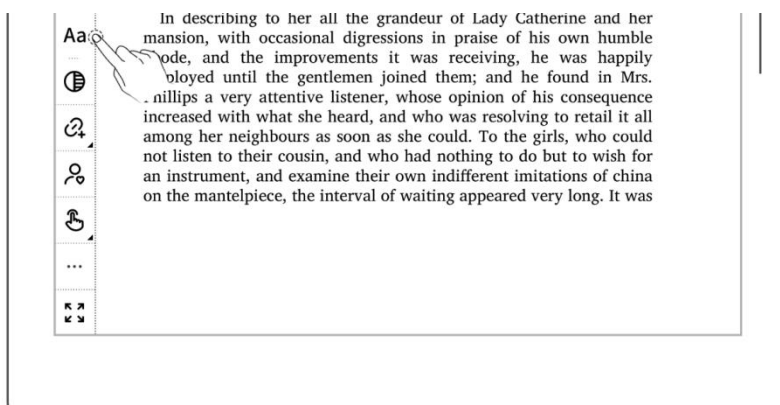 In describing to her all the grandeur of Lady Catherine and her
Aa
mansion, with occasional digressions in praise of his own humble
and the improvements it was receiving, he was happily
until the gentlemen joined them; and he found in Mrs.
a very attentive listener, whose opinion of his consequence
increased with what she heard, and who was resolving to retail it all
among her neighbours as soon as she could. To the girls, who could
not listen to their cousin, and who had nothing to do but to wish for
an instrument, and examine their own indifferent imitations of china
on the mantelpiece, the interval of waiting appeared very long. It was